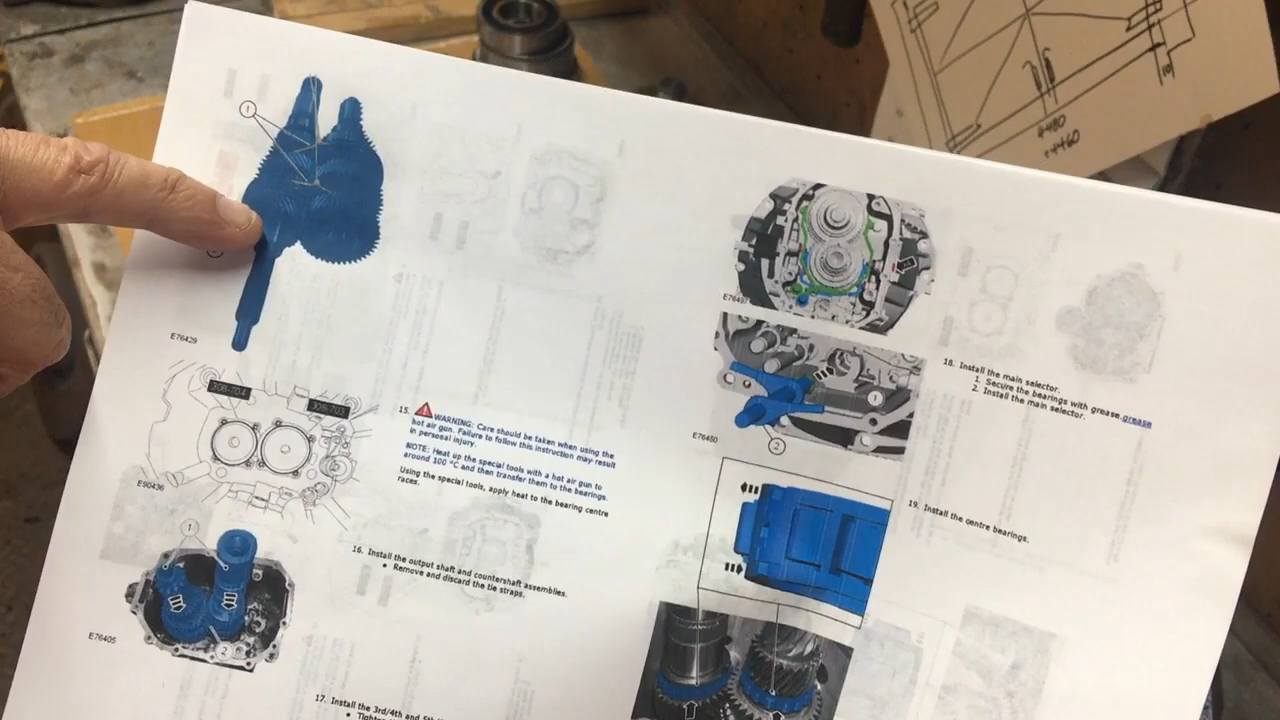 1
E76429
308-704
308-703
E90436
15. WARNING: Care should be taken when using the
hot air gun. Failure to follow this instruction may result
in personal injury.
NOTE: Heat up the special tools with a hot air gun to
around 100 °C and then transfer them to the bearings.
Using the special tools, apply heat to the bearing centre
races.
1
2
E76405
16. Install the output shaft and countershaft assemblies.
• Remove and discard the tie straps.
17. Install the 3rd/4th and 5th
E76450
1
2
18. Install the main selector.
1. Secure the bearings with grease.grease
2. Install the main selector.
19. Install the centre bearings.
4480
4460
10